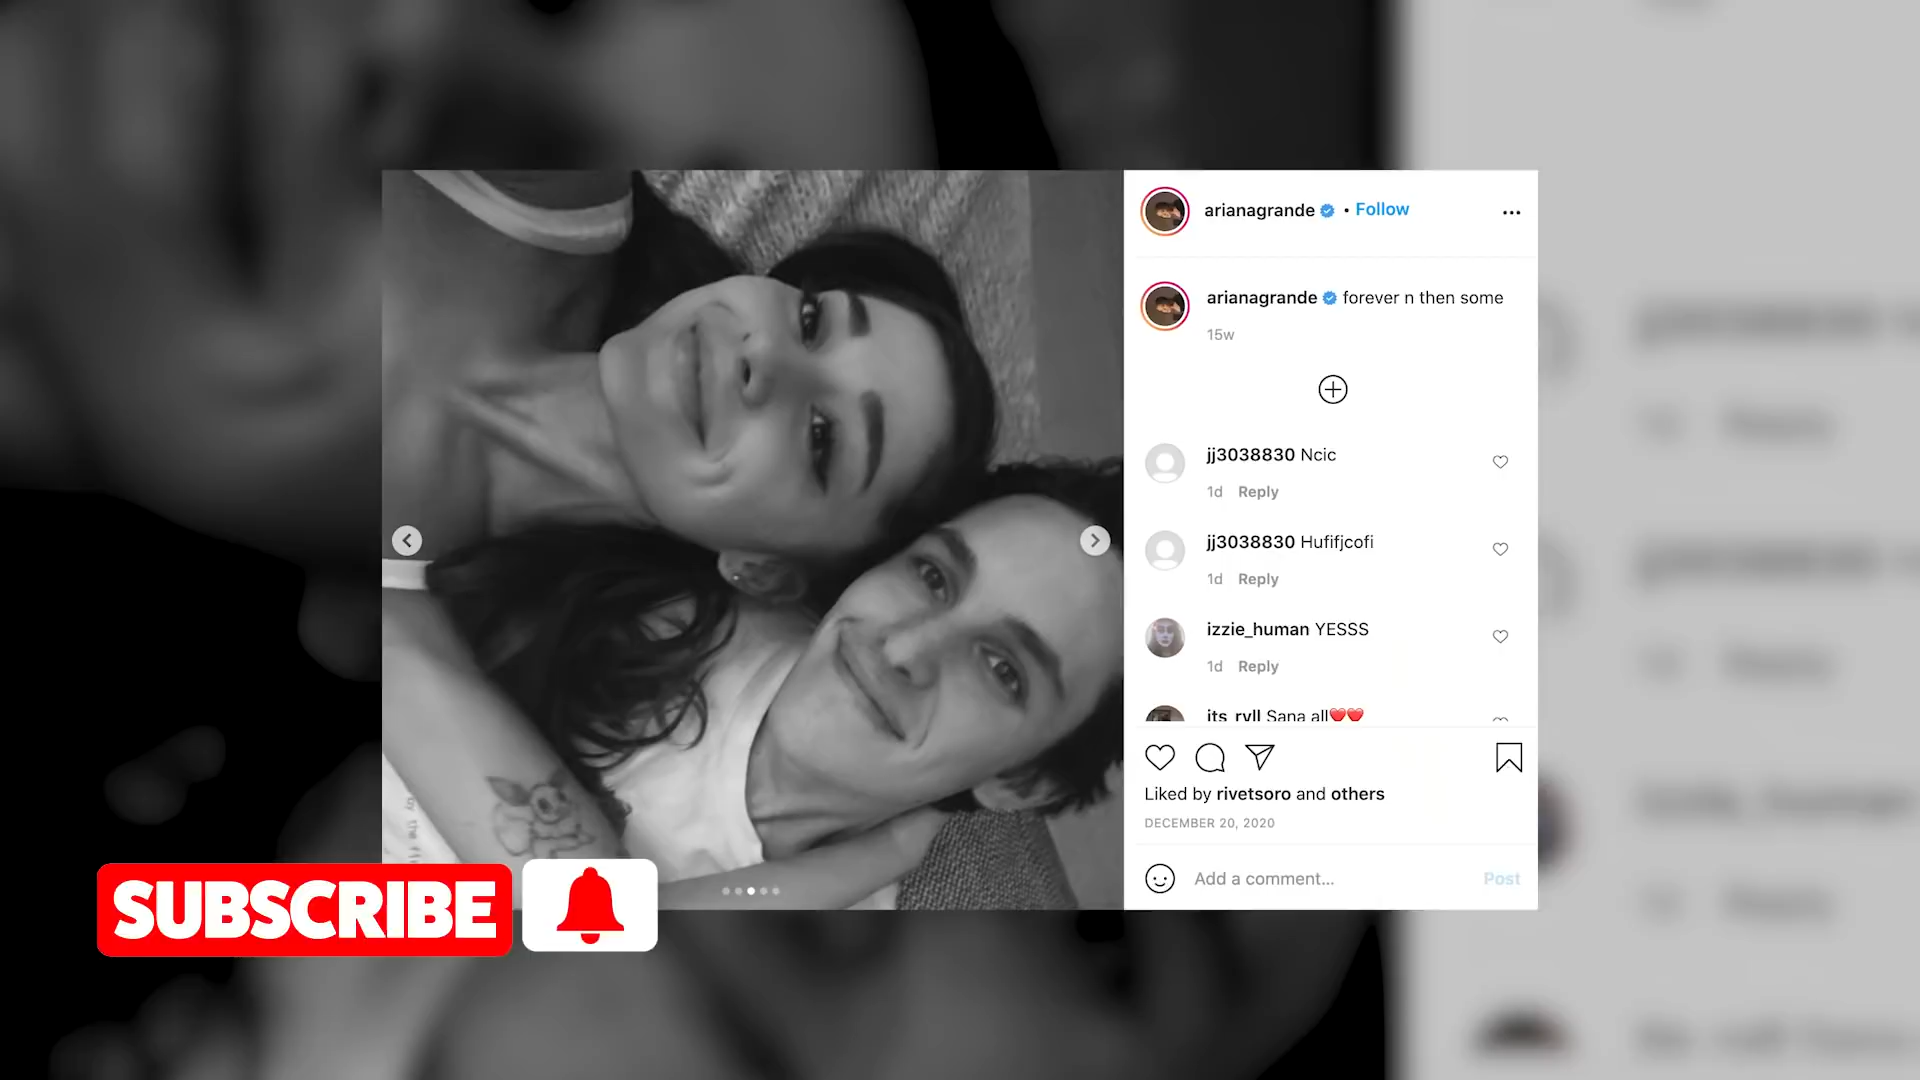 arianagrande • Follow
arianagrande forever n then some
15w
jj3038830 Ncic
1d Reply
jj3038830 Hufifjcofi
1d Reply
izzie_human YESSS
1d Reply
its_ryll Sana all❤️❤️
Liked by rivetsoro and others
DECEMBER 20, 2020
Add a comment...
Post
SUBSCRIBE